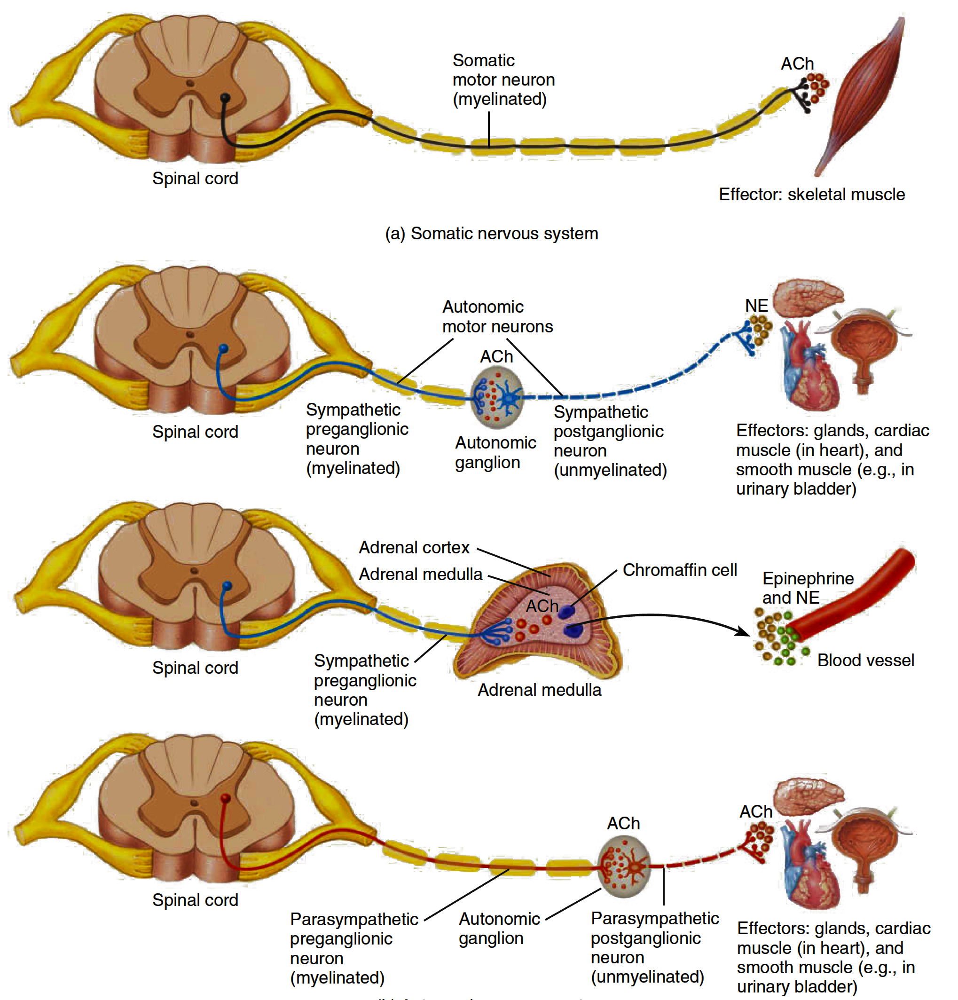 Somatic
motor neuron
(myelinated)
ACh
Spinal cord
Effector: skeletal muscle
(a) Somatic nervous system
Autonomic
motor neurons
NE
ACh
Sympathetic
preganglionic
neuron
(myelinated)
Spinal cord
Autonomic
ganglion
Sympathetic
postganglionic
neuron
(unmyelinated)
Effectors: glands, cardiac
muscle (in heart), and
smooth muscle (e.g., in
urinary bladder)
Adrenal cortex
Adrenal medulla
Chromaffin cell
ACh
Epinephrine
and NE
Blood vessel
Spinal cord
Sympathetic
preganglionic
neuron
(myelinated)
Adrenal medulla
ACh
ACh
Spinal cord
Parasympathetic
preganglionic
neuron
(myelinated)
Autonomic
ganglion
Parasympathetic
postganglionic
neuron
(unmyelinated)
Effectors: glands, cardiac
muscle (in heart), and
smooth muscle (e.g., in
urinary bladder)